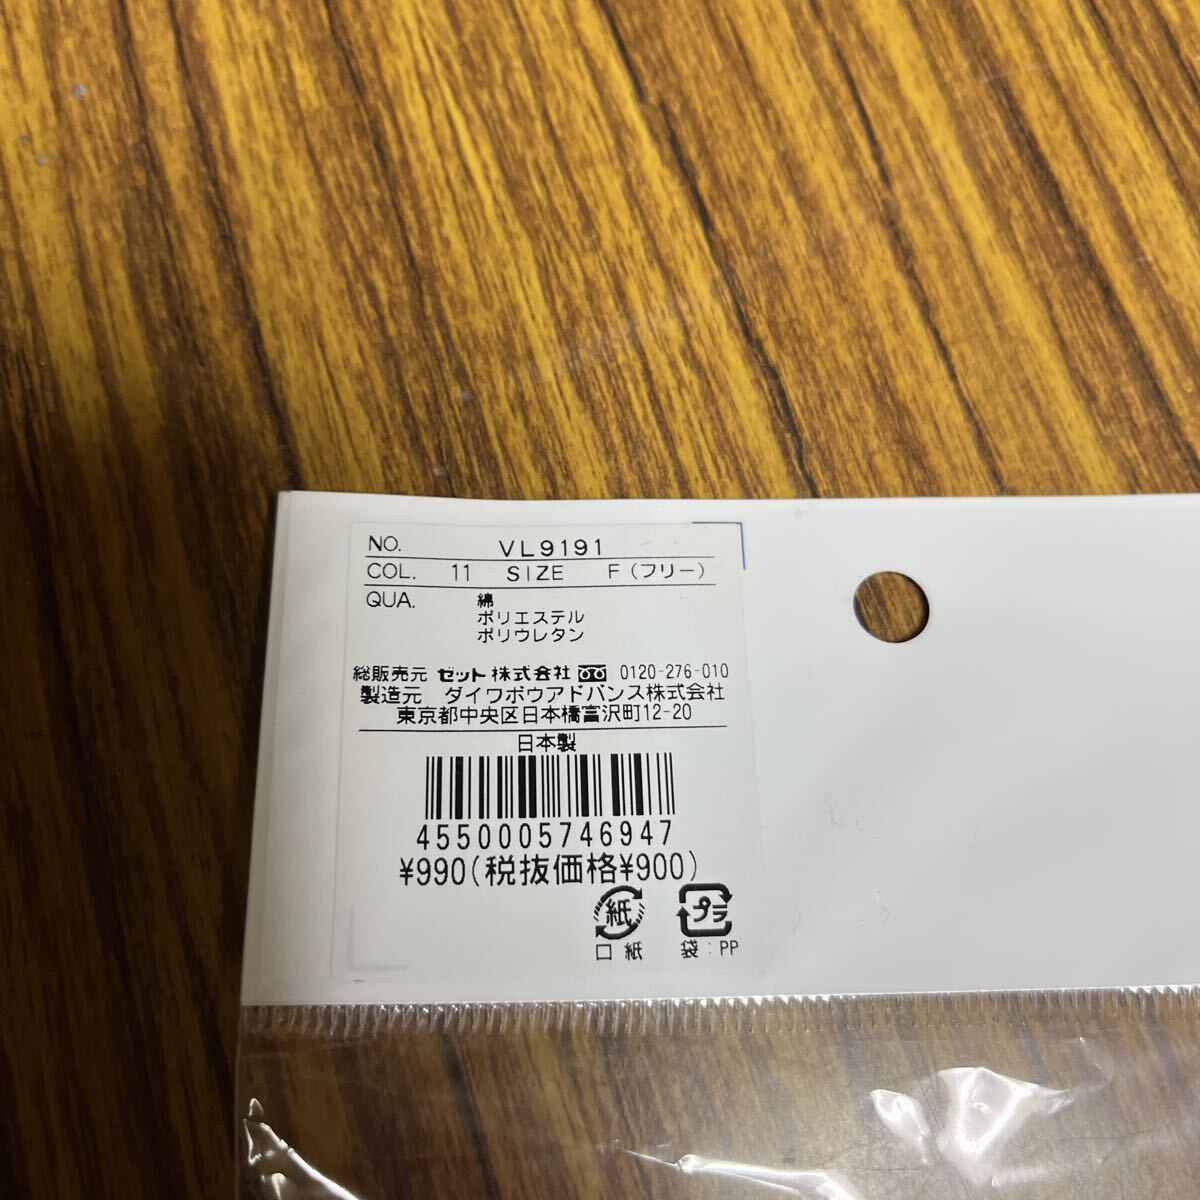 NO. VL9191
COL. 11 SIZE F(フリー)
QUA. 綿
ポリエステル
ポリウレタン
総販売元 ゼット株式会社 0120-276-010
製造元 ダイワボウアドバンス株式会社
東京都中央区日本橋富沢町12-20
日本製
4550005746947
¥990(税抜価格¥900)
紙 プラ
口紙 袋:PP